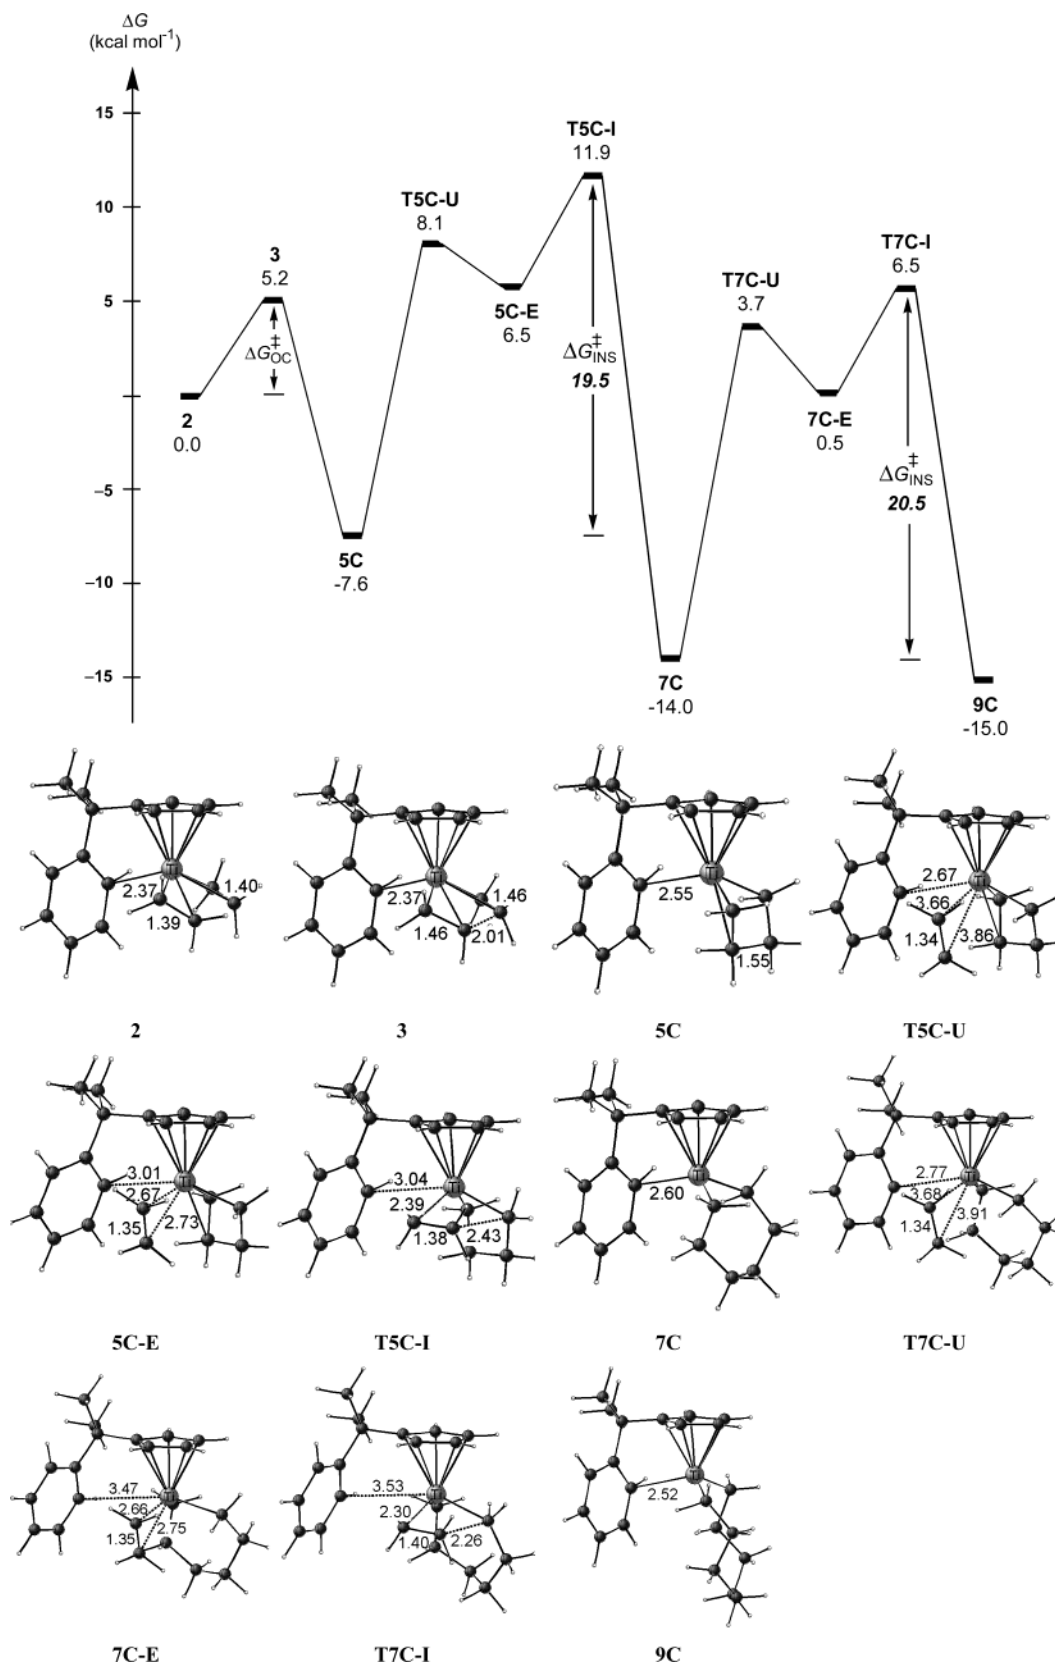 ΔG
(kcal mol⁻¹)
15
10
5
−5
−10
−15
2
0.0
3
5.2
ΔG‡OC
5C
-7.6
T5C-U
8.1
5C-E
6.5
T5C-I
11.9
ΔG‡INS
19.5
7C
-14.0
T7C-U
3.7
7C-E
0.5
T7C-I
6.5
ΔG‡INS
20.5
9C
-15.0
Ti
2.37
1.40
1.39
2
Ti
2.37
1.46
1.46
2.01
3
Ti
2.55
1.55
5C
Ti
2.67
3.66
1.34
3.86
T5C-U
Ti
3.01
2.67
1.35
2.73
5C-E
Ti
3.04
2.39
1.38
2.43
T5C-I
Ti
2.60
7C
Ti
2.77
3.68
1.34
3.91
T7C-U
Ti
3.47
2.66
1.35
2.75
7C-E
Ti
3.53
2.30
1.40
2.26
T7C-I
Ti
2.52
9C